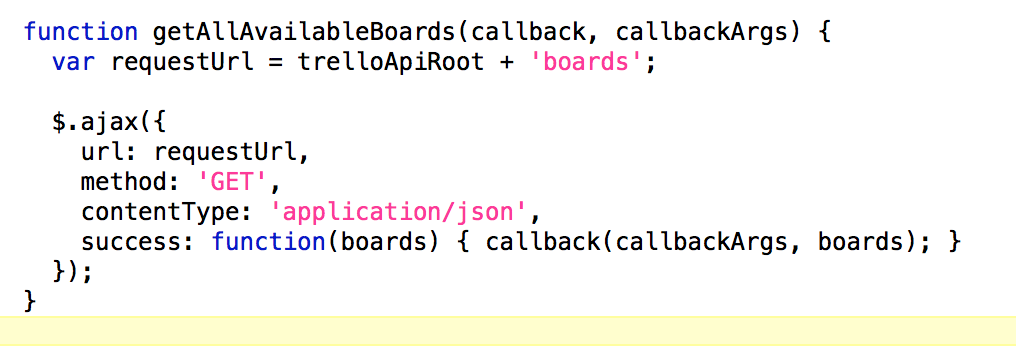 function getAllAvailableBoards(callback, callbackArgs) {
  var requestUrl = trelloApiRoot + 'boards';

  $.ajax({
    url: requestUrl,
    method: 'GET',
    contentType: 'application/json',
    success: function(boards) { callback(callbackArgs, boards); }
  });
}